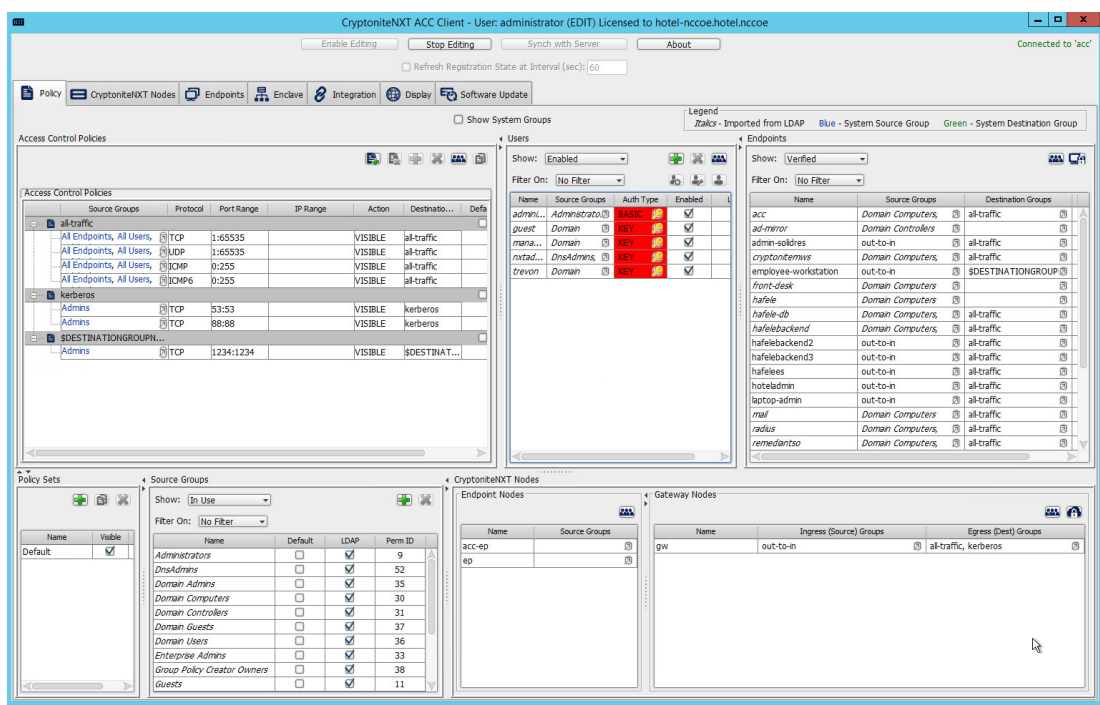 NXT CryptoniteNXT ACC Client - User: administrator (EDIT) Licensed to hotel-nccoe.hotel.nccoe
Enable Editing Stop Editing Synch with Server About Connected to 'acc'
Refresh Registration State at Interval (sec): 60
Policy CryptoniteNXT Nodes Endpoints Enclave Integration Display Software Update
Show System Groups
Legend
Italics - Imported from LDAP Blue - System Source Group Green - System Destination Group
Access Control Policies
Access Control Policies
Source Groups Protocol Port Range IP Range Action Destinatio... Defa
all-traffic
All Endpoints, All Users, TCP 1:65535 VISIBLE all-traffic
All Endpoints, All Users, UDP 1:65535 VISIBLE all-traffic
All Endpoints, All Users, ICMP 0:255 VISIBLE all-traffic
All Endpoints, All Users, ICMP6 0:255 VISIBLE all-traffic
kerberos
Admins TCP 53:53 VISIBLE kerberos
Admins TCP 88:88 VISIBLE kerberos
$DESTINATIONGROUPN...
Admins TCP 1234:1234 VISIBLE $DESTINAT...
Users
Show: Enabled
Filter On: No Filter
Name Source Groups Auth Type Enabled L
admini... Administrato. BASIC
guest Domain KEY
mana... Domain KEY
nxtad... DnsAdmins, KEY
trevon Domain KEY
Endpoints
Show: Verified
Filter On: No Filter
Name Source Groups Destination Groups
acc Domain Computers, all-traffic
ad-mirror Domain Controllers
admin-solidres out-to-in all-traffic
cryptonitemws out-to-in all-traffic
employee-workstation out-to-in $DESTINATIONGROUP
front-desk Domain Computers
hafele Domain Computers
hafele-db Domain Computers, all-traffic
hafelebackend Domain Computers, all-traffic
hafelebackend2 out-to-in all-traffic
hafelebackend3 out-to-in all-traffic
hafelees out-to-in all-traffic
hoteladmin out-to-in all-traffic
laptop-admin out-to-in all-traffic
mail Domain Computers all-traffic
radius Domain Computers, all-traffic
remediantso Domain Computers, all-traffic
Policy Sets
Name Visible
Default
Source Groups
Show: In Use
Filter On: No Filter
Name Default LDAP Perm ID
Administrators 9
DnsAdmins 52
Domain Admins 35
Domain Computers 30
Domain Controllers 31
Domain Guests 37
Domain Users 36
Enterprise Admins 33
Group Policy Creator Owners 38
Guests 11
CryptoniteNXT Nodes
Endpoint Nodes
Name Source Groups
acc-ep
ep
Gateway Nodes
Name Ingress (Source) Groups Egress (Dest) Groups
gw out-to-in all-traffic, kerberos